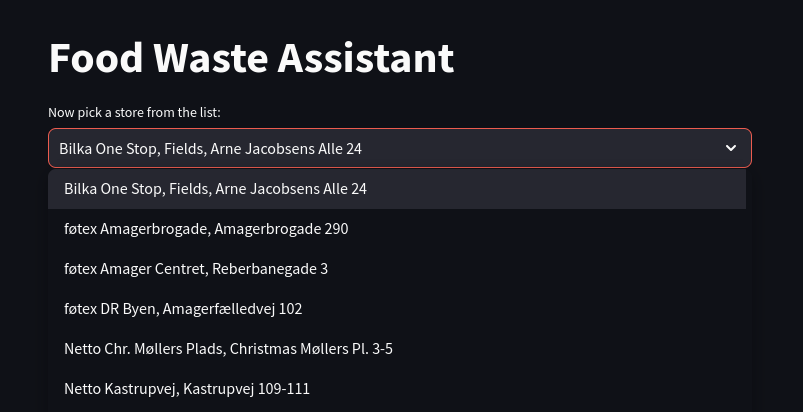 Food Waste Assistant
Now pick a store from the list:
Bilka One Stop, Fields, Arne Jacobsens Alle 24
Bilka One Stop, Fields, Arne Jacobsens Alle 24
føtex Amagerbrogade, Amagerbrogade 290
føtex Amager Centret, Reberbanegade 3
føtex DR Byen, Amagerfælledvej 102
Netto Chr. Møllers Plads, Christmas Møllers Pl. 3-5
Netto Kastrupvej, Kastrupvej 109-111